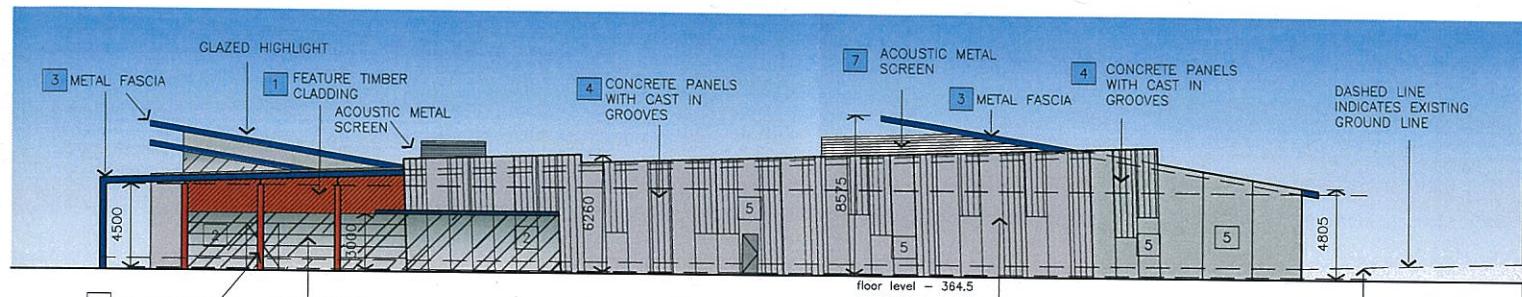 GLAZED HIGHLIGHT
3 METAL FASCIA
1 FEATURE TIMBER
CLADDING
ACOUSTIC METAL
SCREEN
4 CONCRETE PANELS
WITH CAST IN
GROOVES
7 ACOUSTIC METAL
SCREEN
3 METAL FASCIA
4 CONCRETE PANELS
WITH CAST IN
GROOVES
DASHED LINE
INDICATES EXISTING
GROUND LINE
4500
2
3000
2
6260
5
8575
5
5
5
4805
floor level - 364.5